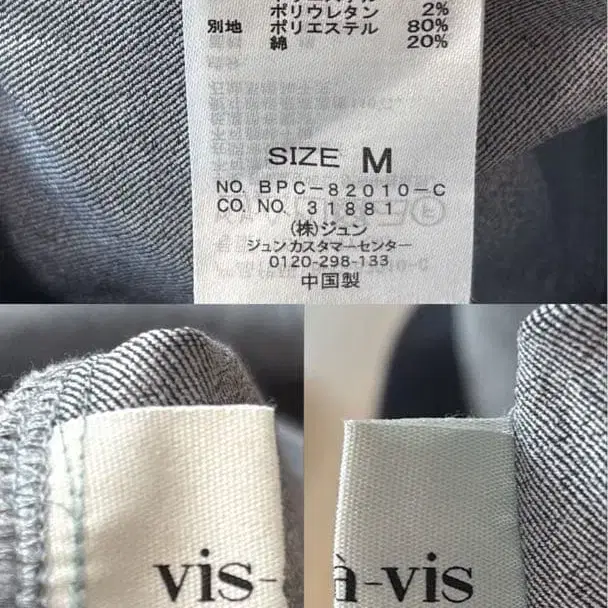 ポリウレタン 2%
別地 ポリエステル 80%
綿 20%
SIZE M
NO. BPC-82010-C
CO. NO. 31881
(株)ジュン
ジュンカスタマーセンター
0120-298-133
中国製
vis-
à-vis